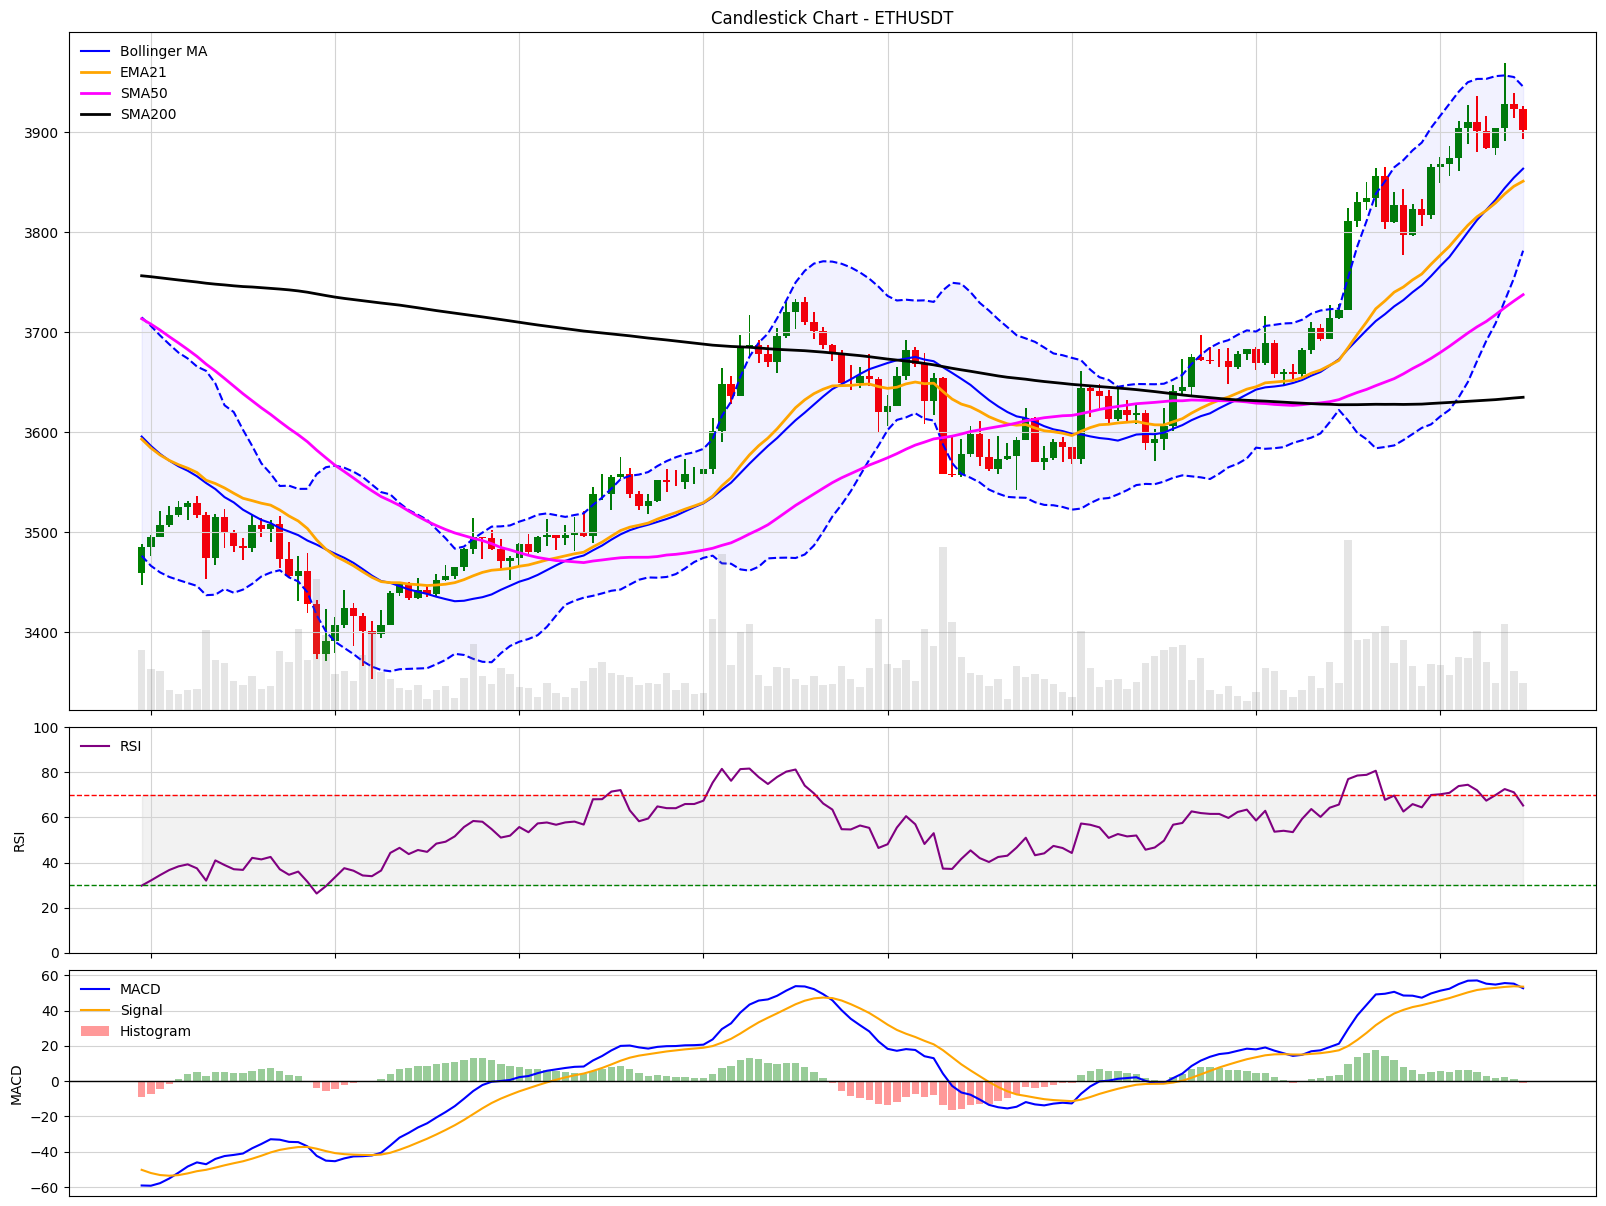 Candlestick Chart - ETHUSDT
Bollinger MA
EMA21
SMA50
SMA200
3900
3800
3700
3600
3500
3400
100
80
60
40
20
0
RSI
RSI
60
40
20
0
−20
−40
−60
MACD
MACD
Signal
Histogram